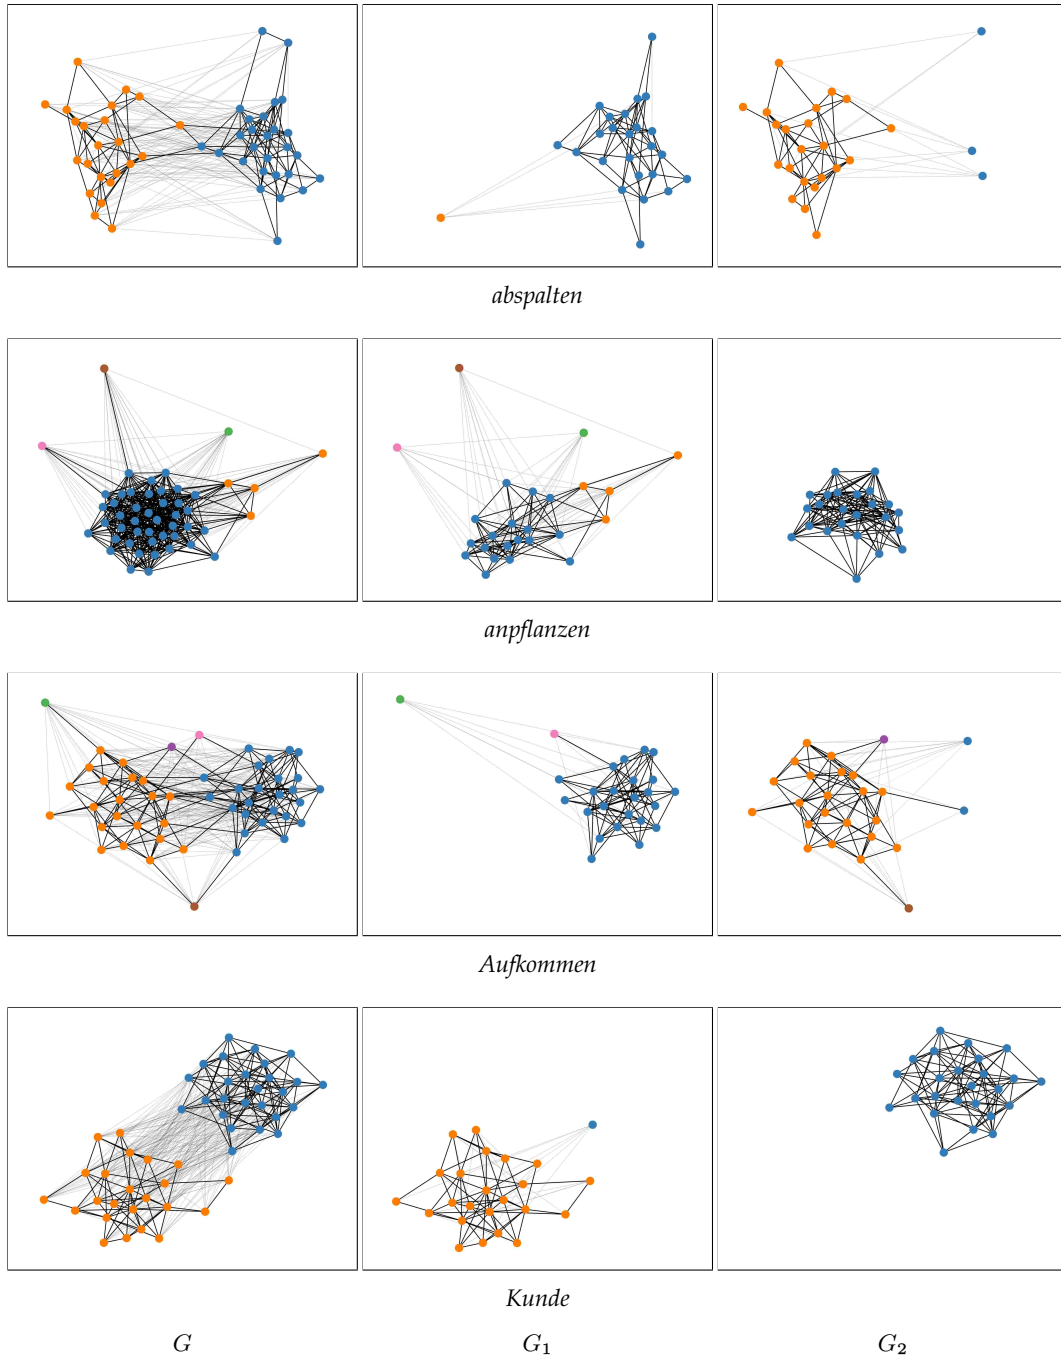 abspalten
anpflanzen
Aufkommen
Kunde
G G₁ G₂